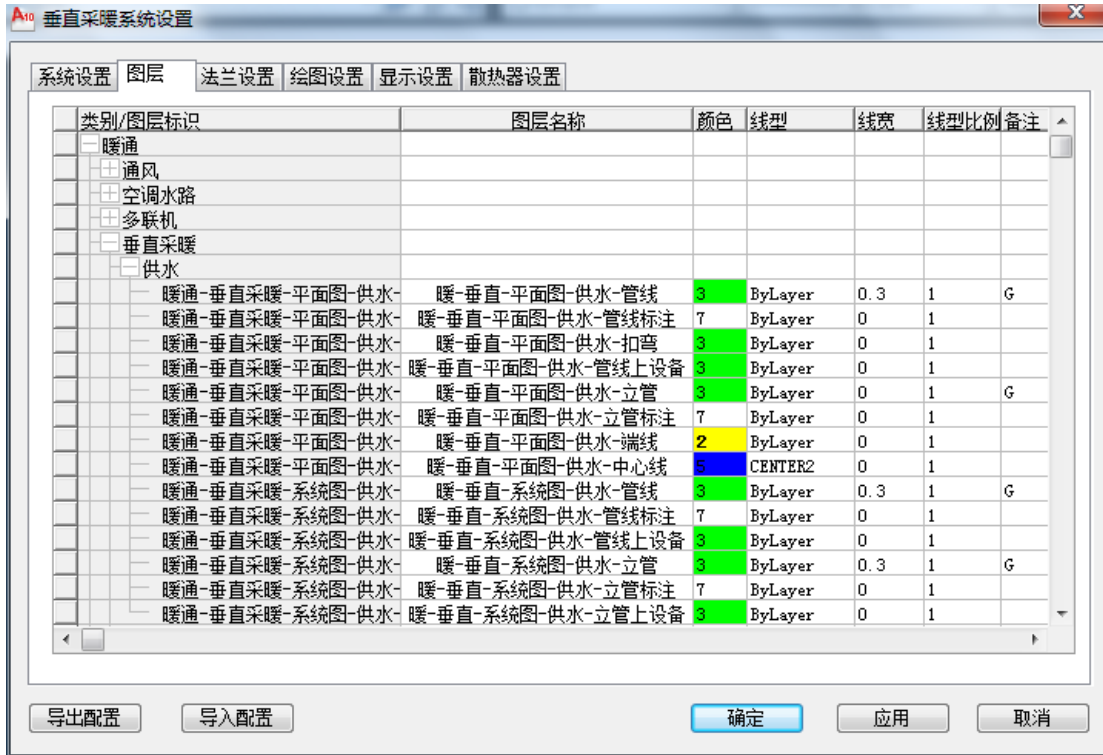 A10 垂直采暖系统设置
系统设置 图层 法兰设置 绘图设置 显示设置 散热器设置
类别/图层标识 图层名称 颜色 线型 线宽 线型比例 备注
暖通
通风
空调水路
多联机
垂直采暖
供水
暖通-垂直采暖-平面图-供水- 暖-垂直-平面图-供水-管线 3 ByLayer 0.3 1 G
暖通-垂直采暖-平面图-供水- 暖-垂直-平面图-供水-管线标注 7 ByLayer 0 1
暖通-垂直采暖-平面图-供水- 暖-垂直-平面图-供水-扣弯 3 ByLayer 0 1
暖通-垂直采暖-平面图-供水- 暖-垂直-平面图-供水-管线上设备 3 ByLayer 0 1
暖通-垂直采暖-平面图-供水- 暖-垂直-平面图-供水-立管 3 ByLayer 0 1 G
暖通-垂直采暖-平面图-供水- 暖-垂直-平面图-供水-立管标注 7 ByLayer 0 1
暖通-垂直采暖-平面图-供水- 暖-垂直-平面图-供水-端线 2 ByLayer 0 1
暖通-垂直采暖-平面图-供水- 暖-垂直-平面图-供水-中心线 5 CENTER2 0 1
暖通-垂直采暖-系统图-供水- 暖-垂直-系统图-供水-管线 3 ByLayer 0.3 1 G
暖通-垂直采暖-系统图-供水- 暖-垂直-系统图-供水-管线标注 7 ByLayer 0 1
暖通-垂直采暖-系统图-供水- 暖-垂直-系统图-供水-管线上设备 3 ByLayer 0 1
暖通-垂直采暖-系统图-供水- 暖-垂直-系统图-供水-立管 3 ByLayer 0.3 1 G
暖通-垂直采暖-系统图-供水- 暖-垂直-系统图-供水-立管标注 7 ByLayer 0 1
暖通-垂直采暖-系统图-供水- 暖-垂直-系统图-供水-立管上设备 3 ByLayer 0 1
导出配置 导入配置 确定 应用 取消